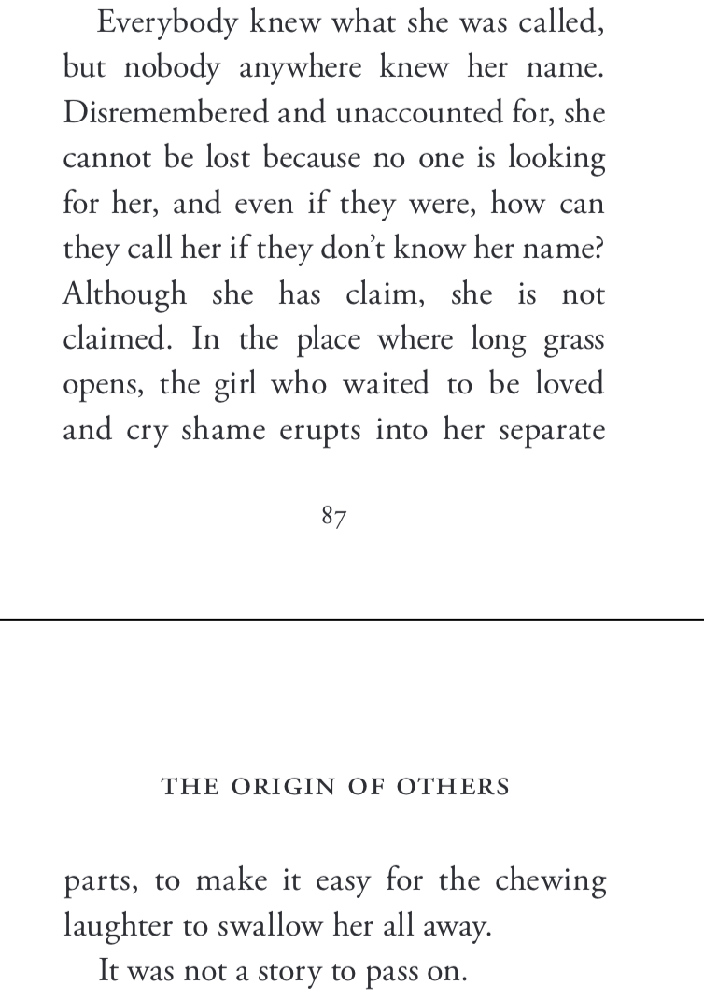 Everybody knew what she was called,
but nobody anywhere knew her name.
Disremembered and unaccounted for, she
cannot be lost because no one is looking
for her, and even if they were, how can
they call her if they don’t know her name?
Although she has claim, she is not
claimed. In the place where long grass
opens, the girl who waited to be loved
and cry shame erupts into her separate
87
THE ORIGIN OF OTHERS
parts, to make it easy for the chewing
laughter to swallow her all away.
It was not a story to pass on.